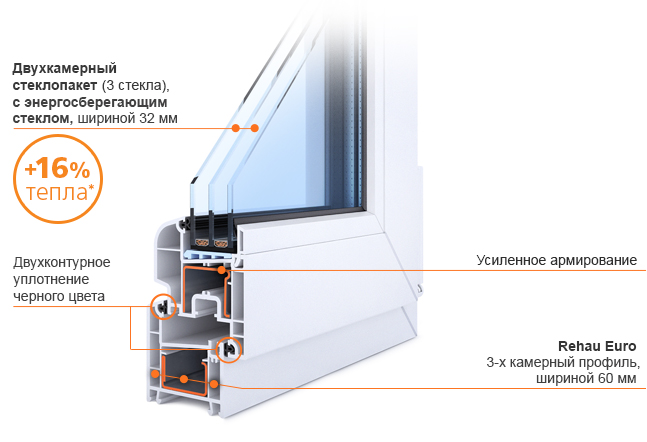 Двухкамерный
стеклопакет (3 стекла),
с энергосберегающим
стеклом, шириной 32 мм
+16%
тепла*
Двухконтурное
уплотнение
черного цвета
Усиленное армирование
Rehau Euro
3-х камерный профиль,
шириной 60 мм